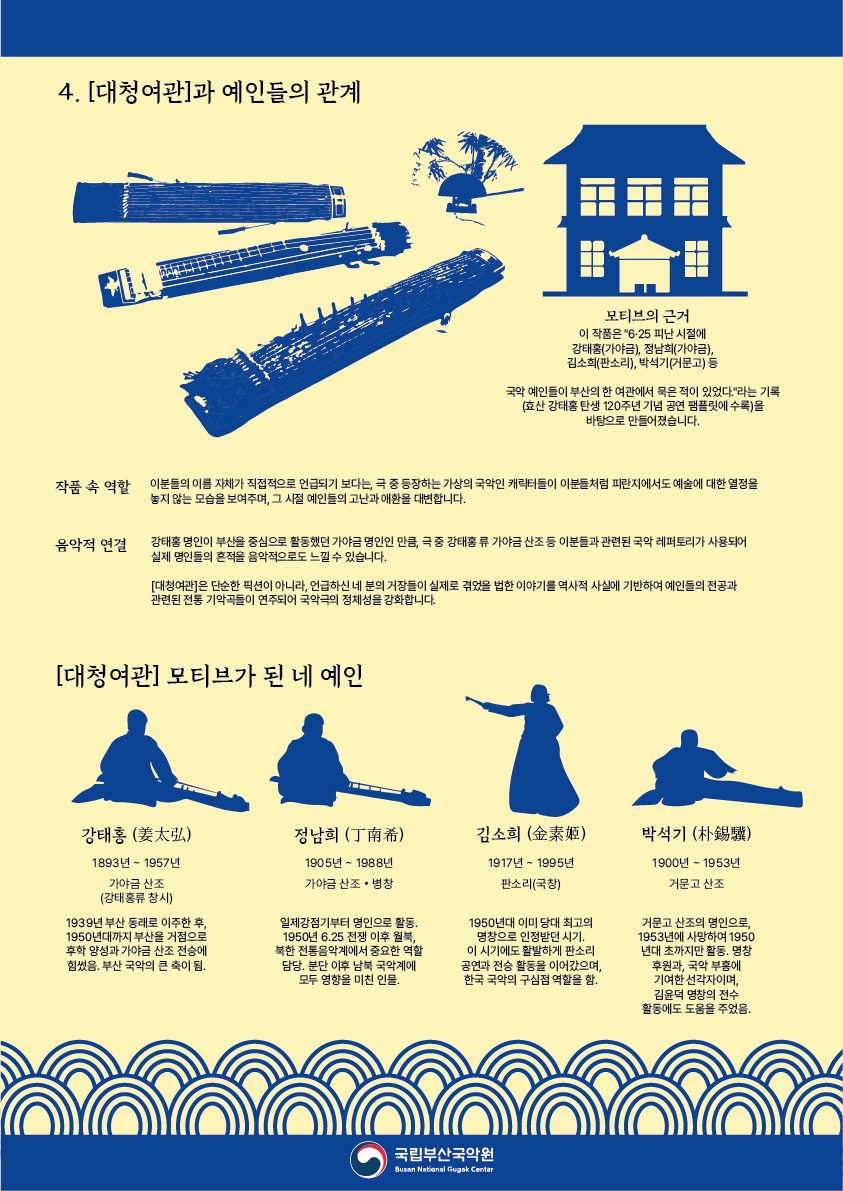 4. [대청여관]과 예인들의 관계
모티브의 근거
이 작품은 "6·25 피난 시절에
강태홍(가야금), 정남희(가야금),
김소희(판소리), 박석기(거문고) 등
국악 예인들이 부산의 한 여관에서 묵은 적이 있었다."라는 기록
(효산 강태홍 탄생 120주년 기념 공연 팸플릿에 수록)을
바탕으로 만들어졌습니다.
작품 속 역할
이분들의 이름 자체가 직접적으로 언급되기 보다는, 극 중 등장하는 가상의 국악인 캐릭터들이 이분들처럼 피란지에서도 예술에 대한 열정을
놓지 않는 모습을 보여주며, 그 시절 예인들의 고난과 애환을 대변합니다.
음악적 연결
강태홍 명인이 부산을 중심으로 활동했던 가야금 명인인 만큼, 극 중 강태홍 류 가야금 산조 등 이분들과 관련된 국악 레퍼토리가 사용되어
실제 명인들의 흔적을 음악적으로도 느낄 수 있습니다.
[대청여관]은 단순한 픽션이 아니라, 언급하신 네 분의 거장들이 실제로 겪었을 법한 이야기를 역사적 사실에 기반하여 예인들의 전공과
관련된 전통 기악곡들이 연주되어 국악극의 정체성을 강화합니다.
[대청여관] 모티브가 된 네 예인
강태홍 (姜太弘)
1893년 ~ 1957년
가야금 산조
(강태홍류 창시)
1939년 부산 동래로 이주한 후,
1950년대까지 부산을 거점으로
후학 양성과 가야금 산조 전승에
힘썼음. 부산 국악의 큰 축이 됨.
정남희 (丁南希)
1905년 ~ 1988년
가야금 산조 • 병창
일제강점기부터 명인으로 활동.
1950년 6.25 전쟁 이후 월북,
북한 전통음악계에서 중요한 역할
담당. 분단 이후 남북 국악계에
모두 영향을 미친 인물.
김소희 (金素姬)
1917년 ~ 1995년
판소리(국창)
1950년대 이미 당대 최고의
명창으로 인정받던 시기.
이 시기에도 활발하게 판소리
공연과 전승 활동을 이어갔으며,
한국 국악의 구심점 역할을 함.
박석기 (朴錫驥)
1900년 ~ 1953년
거문고 산조
거문고 산조의 명인으로,
1953년에 사망하여 1950
년대 초까지만 활동. 명창
후원과, 국악 부흥에
기여한 선각자이며,
김윤덕 명창의 전수
활동에도 도움을 주었음.
국립부산국악원
Busan National Gugak Center